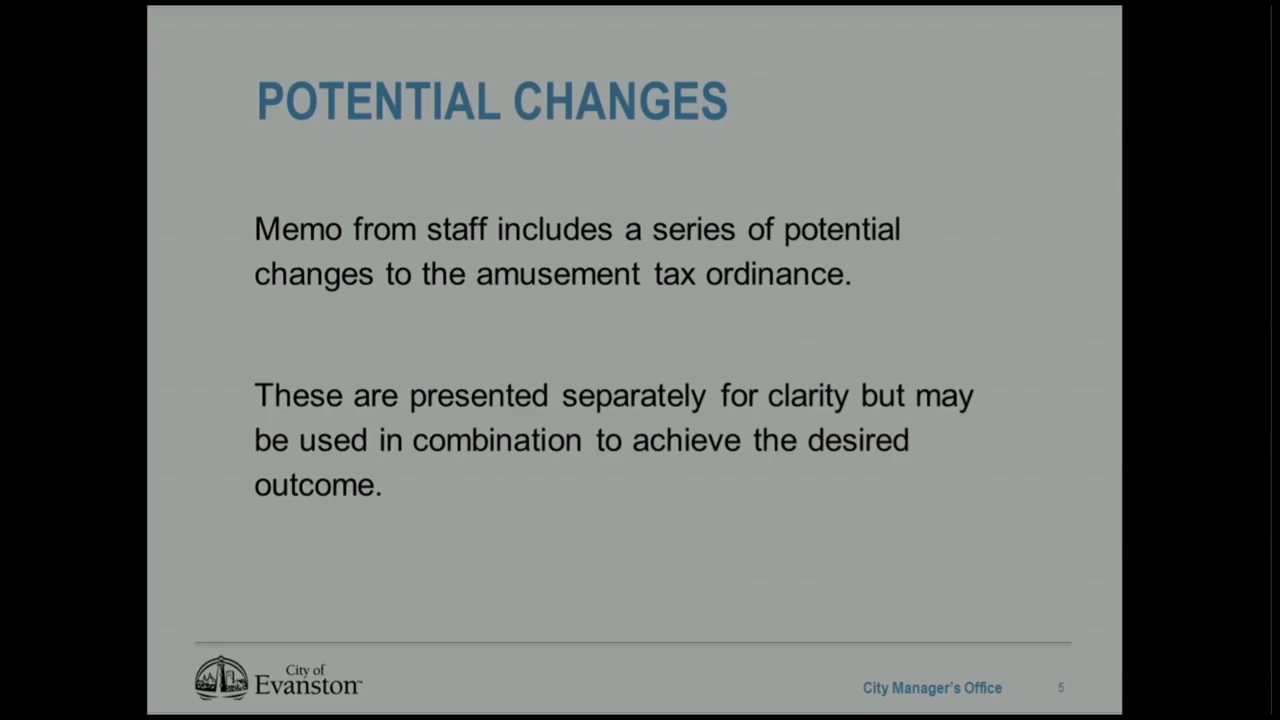 POTENTIAL CHANGES
Memo from staff includes a series of potential
changes to the amusement tax ordinance.
These are presented separately for clarity but may
be used in combination to achieve the desired
outcome.
City of
Evanston™
City Manager's Office 5